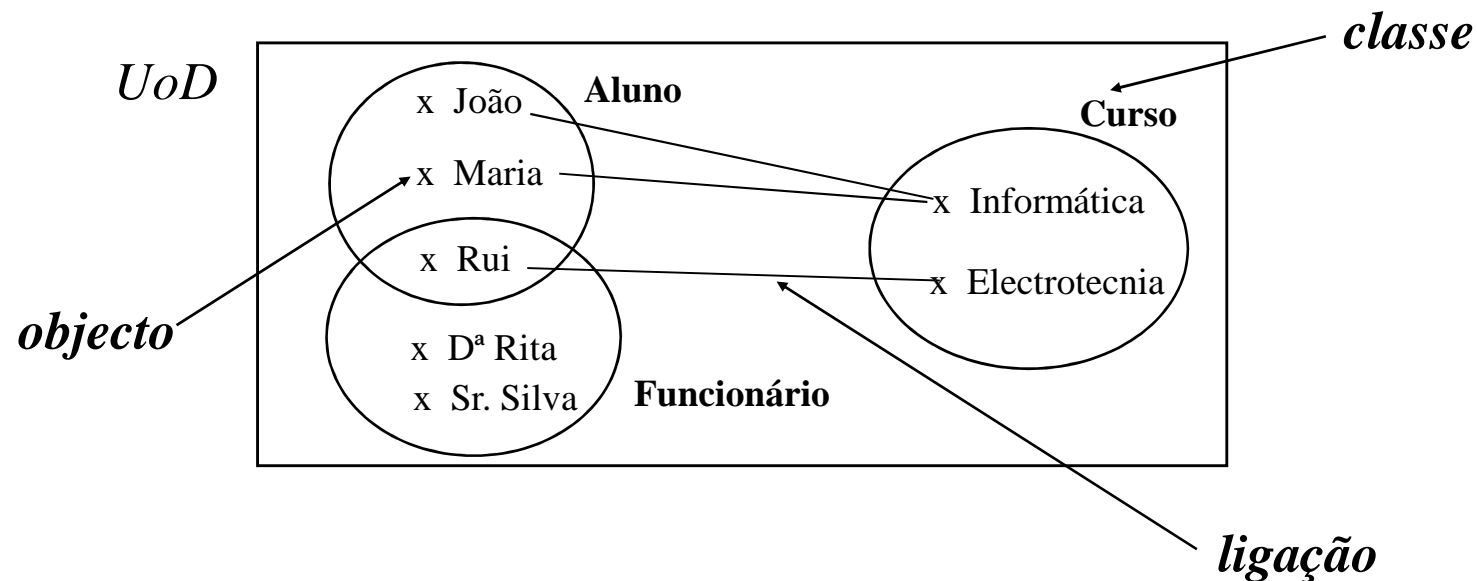 classe
UoD
x João
Aluno
Curso
x Maria
x Informática
x Rui
x Electrotecnia
objecto
x Dª Rita
x Sr. Silva
Funcionário
ligação